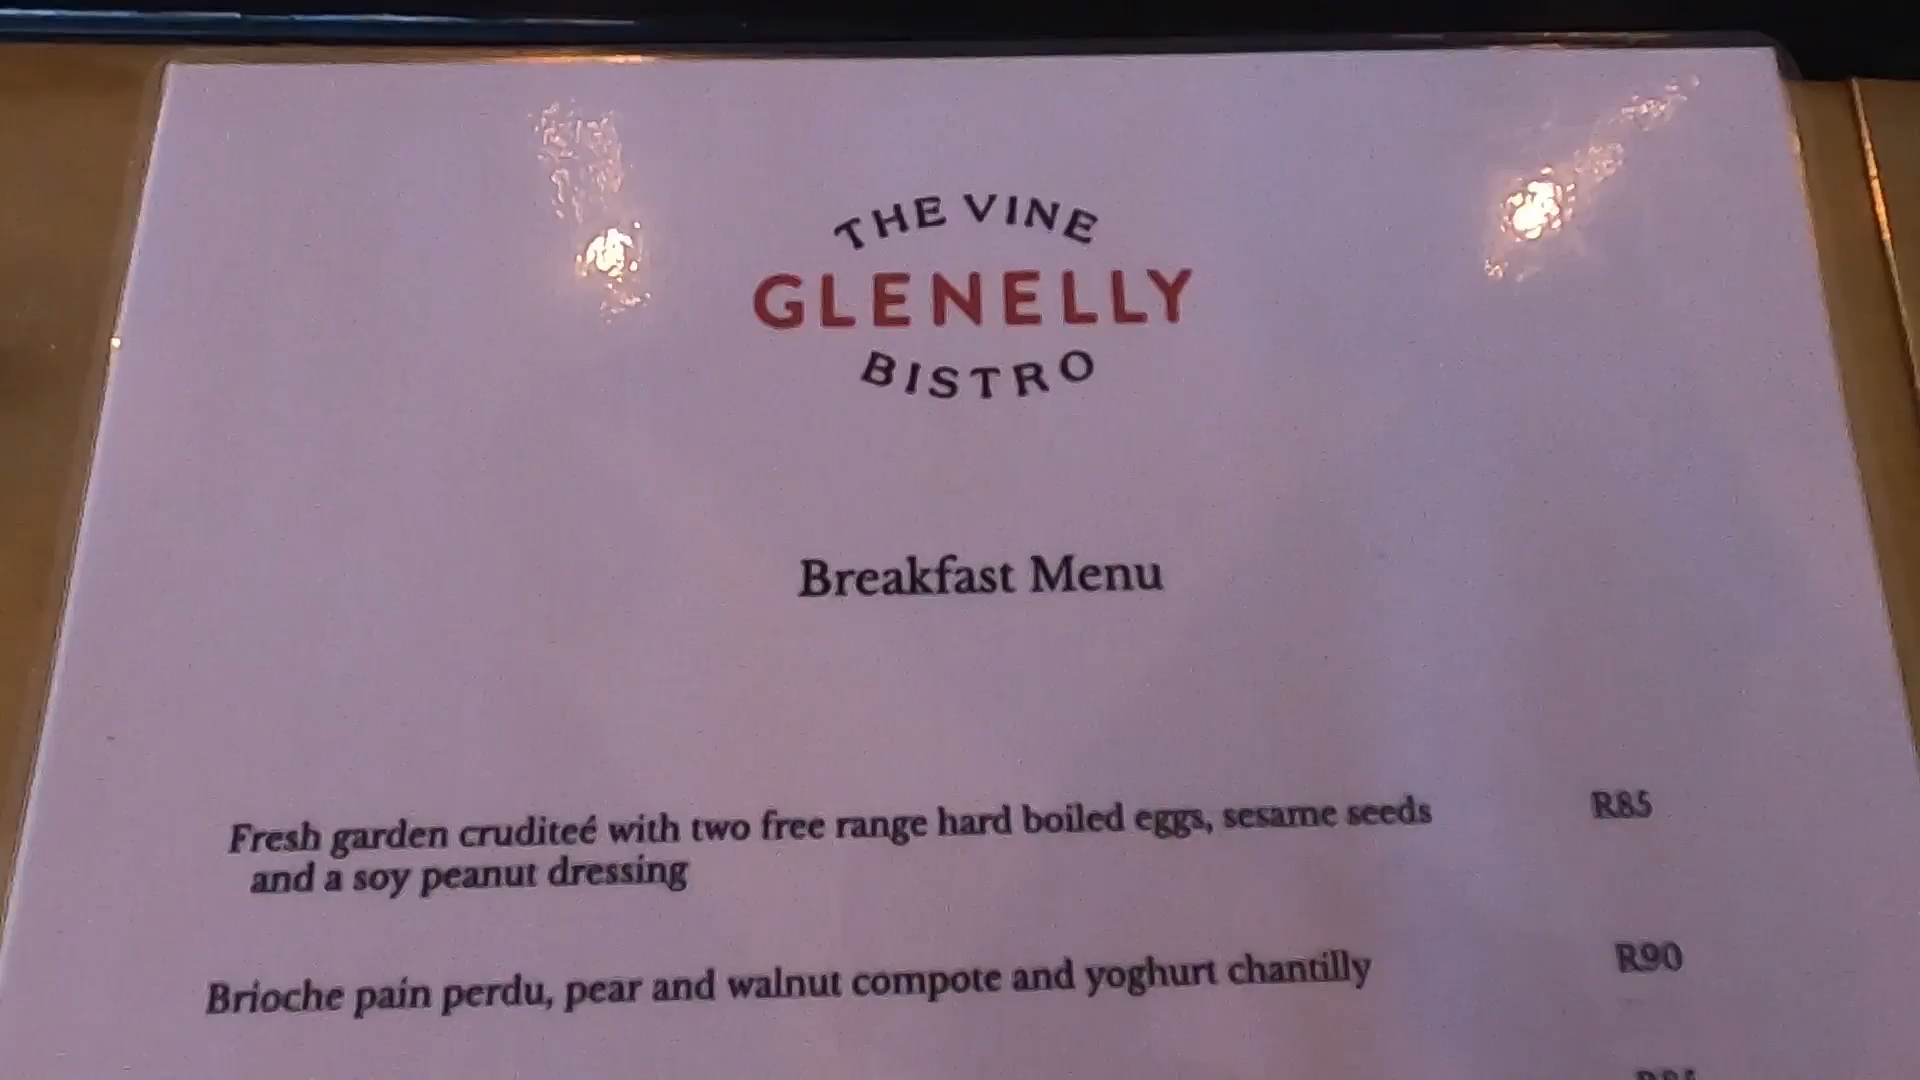 THE VINE
GLENELLY
BISTRO
Breakfast Menu
Fresh garden cruditeé with two free range hard boiled eggs, sesame seeds R85
and a soy peanut dressing
Brioche pain perdu, pear and walnut compote and yoghurt chantilly R90